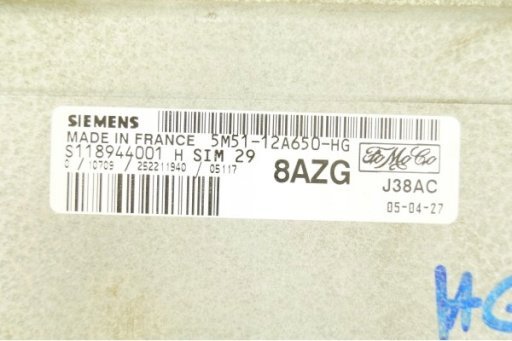 SIEMENS
MADE IN FRANCE 5M51-12A650-HG
S118944001 H SIM 29
0 / 10709 / 252211940 / 05117
8AZG
FoMoCo
J38AC
05-04-27
HG